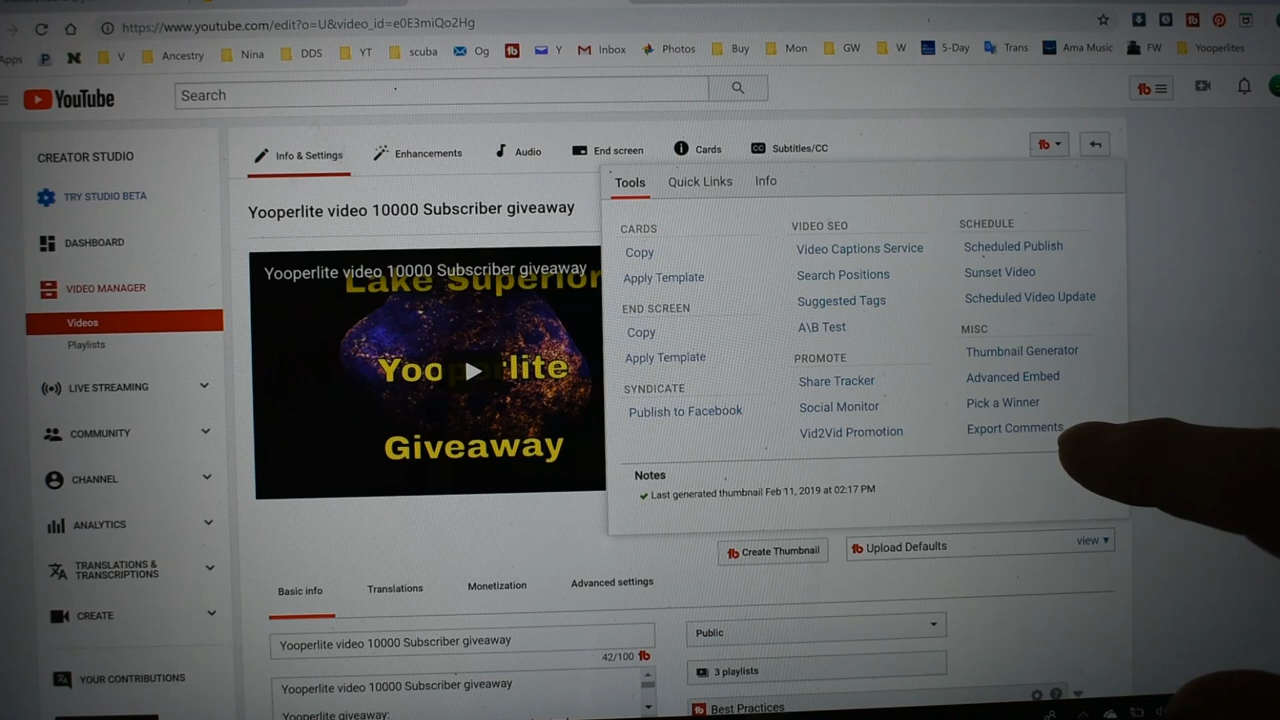 https://www.youtube.com/edit?o=U&video_id=e0E3miQo2Hg
Apps P N V Ancestry Nina DDS YT scuba Og Y Inbox Photos Buy Mon GW W 5-Day Trans Ama Music FW Yooperlites
YouTube
Search
CREATOR STUDIO
TRY STUDIO BETA
DASHBOARD
VIDEO MANAGER
Videos
Playlists
LIVE STREAMING
COMMUNITY
CHANNEL
ANALYTICS
TRANSLATIONS &
TRANSCRIPTIONS
CREATE
YOUR CONTRIBUTIONS
Info & Settings Enhancements Audio End screen Cards CC Subtitles/CC
Yooperlite video 10000 Subscriber giveaway
Yooperlite video 10000 Subscriber giveaway
Lake Superior
Yoo lite
Giveaway
Tools Quick Links Info
CARDS
Copy
Apply Template
END SCREEN
Copy
Apply Template
SYNDICATE
Publish to Facebook
VIDEO SEO
Video Captions Service
Search Positions
Suggested Tags
A\B Test
PROMOTE
Share Tracker
Social Monitor
Vid2Vid Promotion
SCHEDULE
Scheduled Publish
Sunset Video
Scheduled Video Update
MISC
Thumbnail Generator
Advanced Embed
Pick a Winner
Export Comments
Notes
Last generated thumbnail Feb 11, 2019 at 02:17 PM
Create Thumbnail
Upload Defaults view
Basic info Translations Monetization Advanced settings
Yooperlite video 10000 Subscriber giveaway
42/100
Yooperlite video 10000 Subscriber giveaway
Yooperlite giveaway:
Public
3 playlists
Best Practices